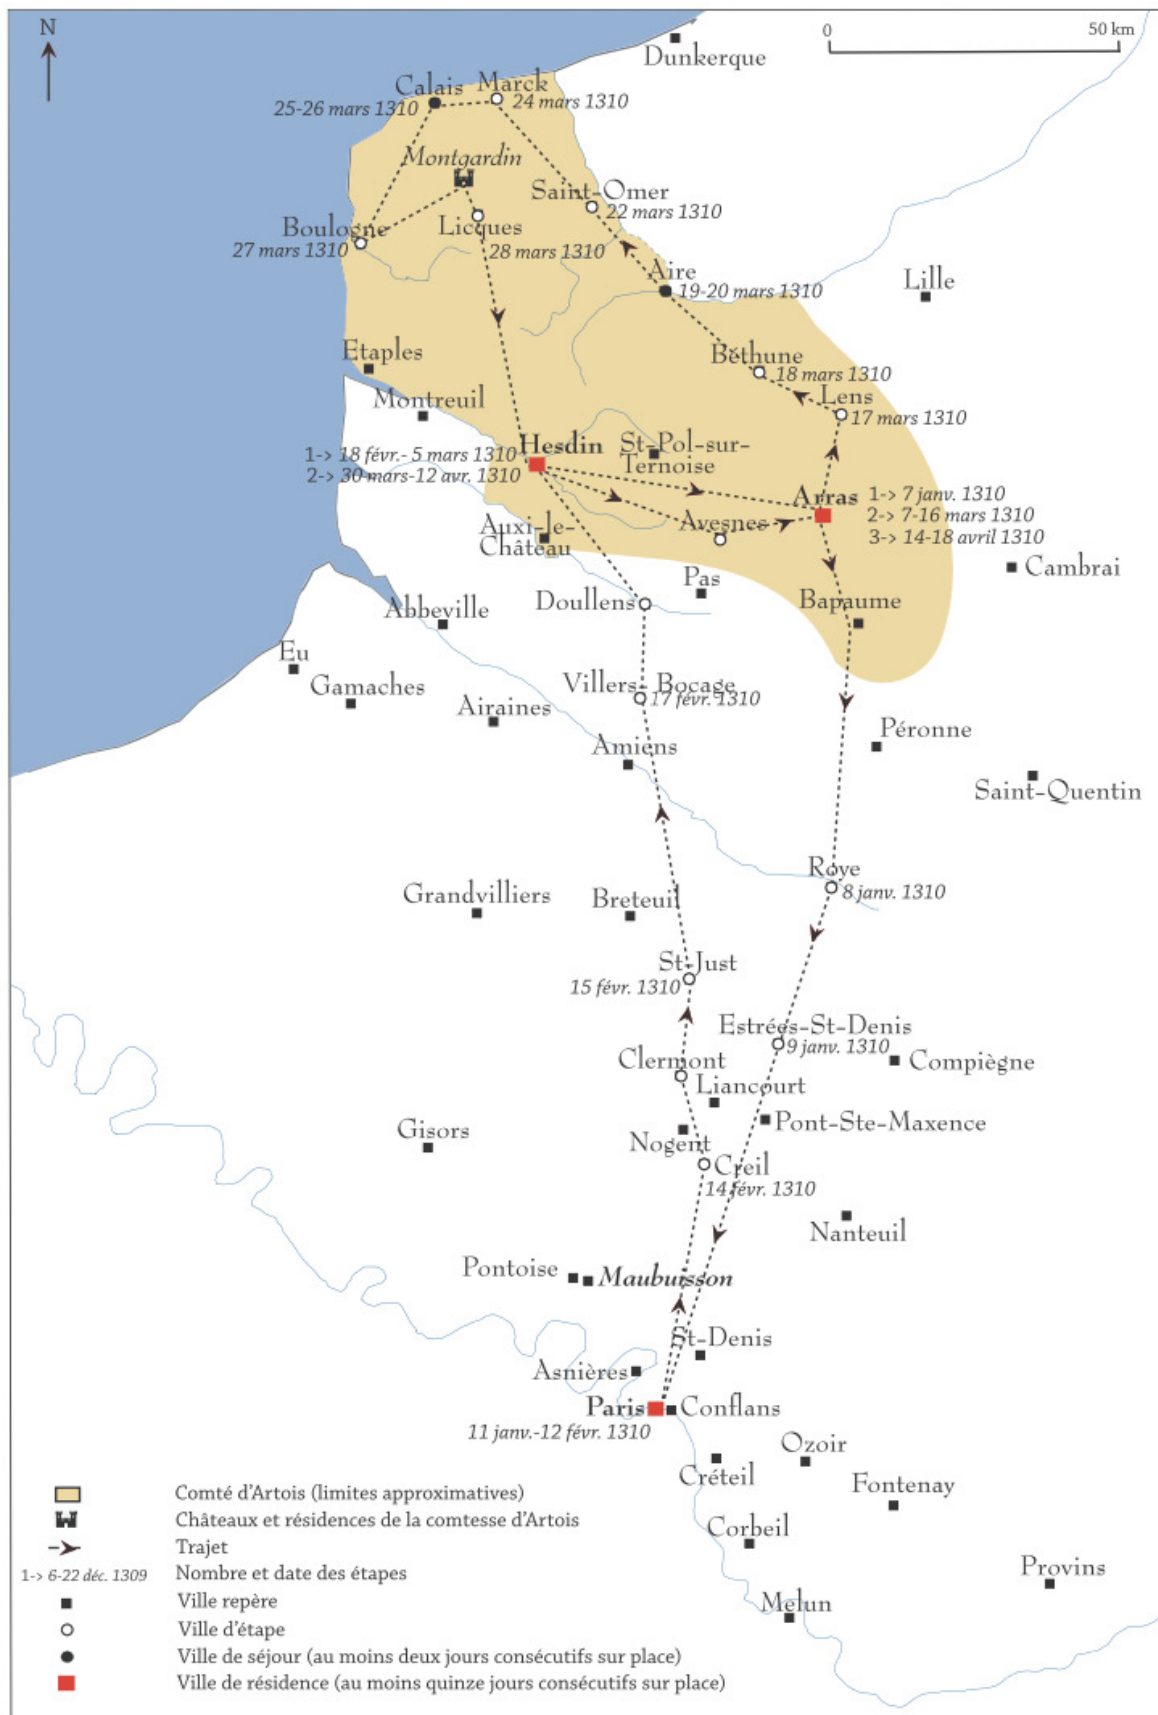 N
0
50 km
Dunkerque
Calais
25-26 mars 1310
Marck
24 mars 1310
Montgardin
Saint-Omer
22 mars 1310
Boulogne
27 mars 1310
Licques
28 mars 1310
Aire
19-20 mars 1310
Lille
Etaples
Béthune
18 mars 1310
Montreuil
Lens
17 mars 1310
Hesdin
1-> 18 févr.- 5 mars 1310
2-> 30 mars-12 avr. 1310
St-Pol-sur-
Ternoise
Arras
1-> 7 janv. 1310
2-> 7-16 mars 1310
3-> 14-18 avril 1310
Auxi-le-
Château
Avesnes
Cambrai
Pas
Doullens
Bapaume
Abbeville
Eu
Gamaches
Villers-Bocage
17 févr. 1310
Airaines
Amiens
Péronne
Saint-Quentin
Roye
8 janv. 1310
Grandvilliers
Breteuil
St-Just
15 févr. 1310
Estrées-St-Denis
9 janv. 1310
Clermont
Compiègne
Liancourt
Gisors
Nogent
Pont-Ste-Maxence
Creil
14 févr. 1310
Nanteuil
Pontoise
Maubuisson
St-Denis
Asnières
Paris
11 janv.-12 févr. 1310
Conflans
Ozoir
Créteil
Fontenay
Corbeil
Provins
Melun
Comté d'Artois (limites approximatives)
Châteaux et résidences de la comtesse d'Artois
Trajet
1-> 6-22 déc. 1309 Nombre et date des étapes
Ville repère
Ville d'étape
Ville de séjour (au moins deux jours consécutifs sur place)
Ville de résidence (au moins quinze jours consécutifs sur place)